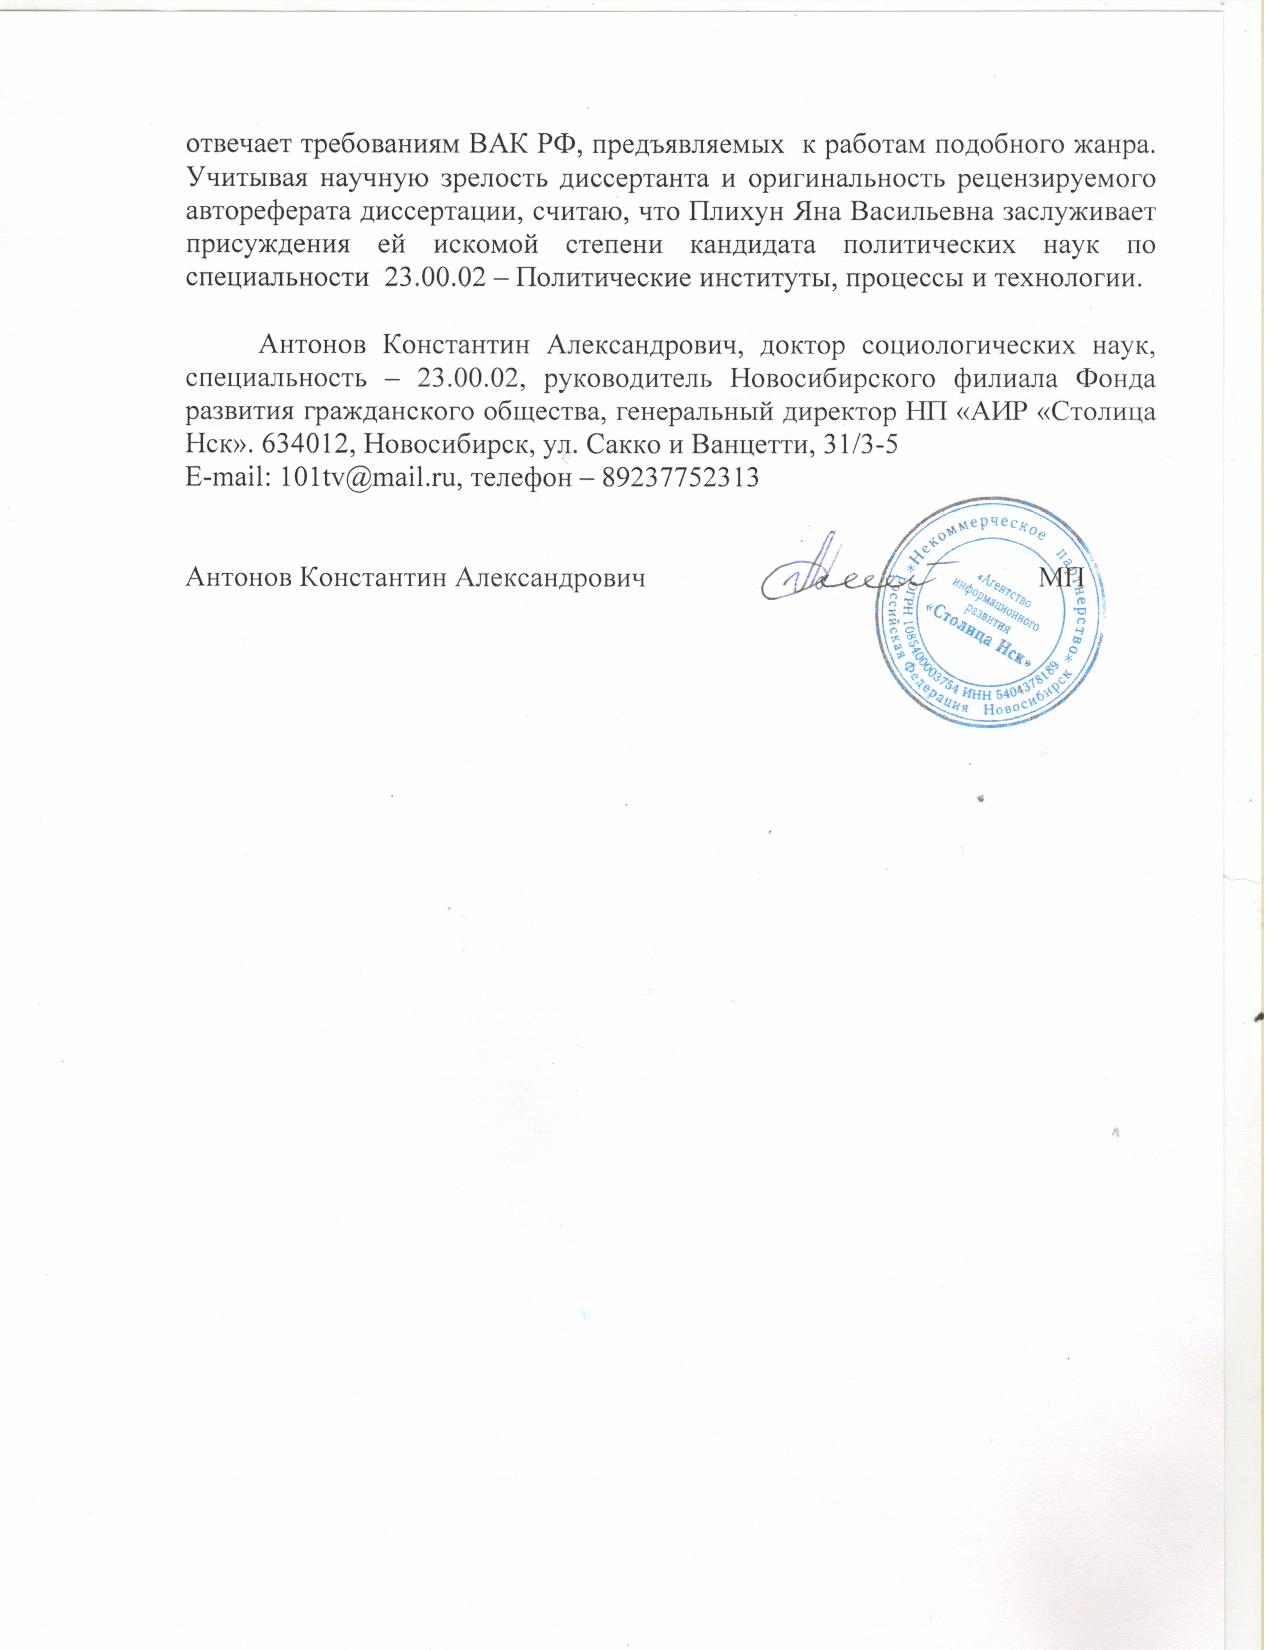 отвечает требованиям ВАК РФ, предъявляемых к работам подобного жанра.
Учитывая научную зрелость диссертанта и оригинальность рецензируемого
автореферата диссертации, считаю, что Плихун Яна Васильевна заслуживает
присуждения ей искомой степени кандидата политических наук по
специальности 23.00.02 – Политические институты, процессы и технологии.
Антонов Константин Александрович, доктор социологических наук,
специальность – 23.00.02, руководитель Новосибирского филиала Фонда
развития гражданского общества, генеральный директор НП «АИР «Столица
Нск». 634012, Новосибирск, ул. Сакко и Ванцетти, 31/3-5
E-mail: 101tv@mail.ru, телефон – 89237752313
Антонов Константин Александрович МП
*Некоммерческое партнерство*
Российская Федерация Новосибирск
ОГРН 1085400003754 ИНН 5404378189
«Агентство
информационного
развития
«Столица Нск»